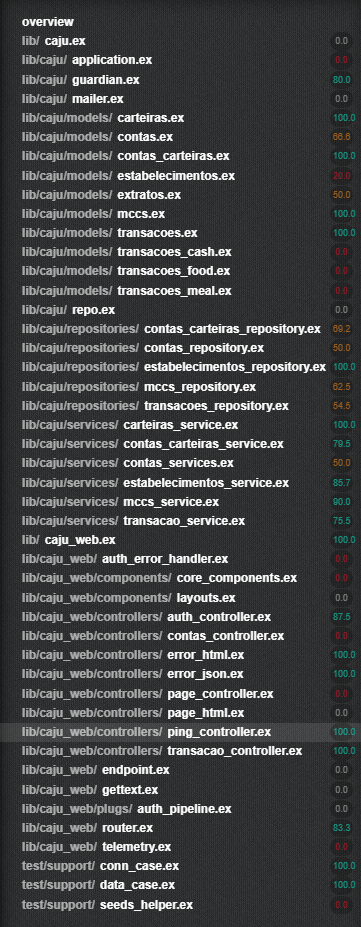 overview
lib/ caju.ex 0.0
lib/caju/ application.ex 0.0
lib/caju/ guardian.ex 80.0
lib/caju/ mailer.ex 0.0
lib/caju/models/ carteiras.ex 100.0
lib/caju/models/ contas.ex 66.6
lib/caju/models/ contas_carteiras.ex 100.0
lib/caju/models/ estabelecimentos.ex 20.0
lib/caju/models/ extratos.ex 50.0
lib/caju/models/ mccs.ex 100.0
lib/caju/models/ transacoes.ex 100.0
lib/caju/models/ transacoes_cash.ex 0.0
lib/caju/models/ transacoes_food.ex 0.0
lib/caju/models/ transacoes_meal.ex 0.0
lib/caju/ repo.ex 0.0
lib/caju/repositories/ contas_carteiras_repository.ex 69.2
lib/caju/repositories/ contas_repository.ex 50.0
lib/caju/repositories/ estabelecimentos_repository.ex 100.0
lib/caju/repositories/ mccs_repository.ex 62.5
lib/caju/repositories/ transacoes_repository.ex 54.5
lib/caju/services/ carteiras_service.ex 100.0
lib/caju/services/ contas_carteiras_service.ex 79.5
lib/caju/services/ contas_services.ex 50.0
lib/caju/services/ estabelecimentos_service.ex 85.7
lib/caju/services/ mccs_service.ex 90.0
lib/caju/services/ transacao_service.ex 75.5
lib/ caju_web.ex 100.0
lib/caju_web/ auth_error_handler.ex 0.0
lib/caju_web/components/ core_components.ex 0.0
lib/caju_web/components/ layouts.ex 0.0
lib/caju_web/controllers/ auth_controller.ex 87.5
lib/caju_web/controllers/ contas_controller.ex 0.0
lib/caju_web/controllers/ error_html.ex 100.0
lib/caju_web/controllers/ error_json.ex 100.0
lib/caju_web/controllers/ page_controller.ex 0.0
lib/caju_web/controllers/ page_html.ex 0.0
lib/caju_web/controllers/ ping_controller.ex 100.0
lib/caju_web/controllers/ transacao_controller.ex 100.0
lib/caju_web/ endpoint.ex 0.0
lib/caju_web/ gettext.ex 0.0
lib/caju_web/plugs/ auth_pipeline.ex 0.0
lib/caju_web/ router.ex 83.3
lib/caju_web/ telemetry.ex 0.0
test/support/ conn_case.ex 100.0
test/support/ data_case.ex 100.0
test/support/ seeds_helper.ex 0.0